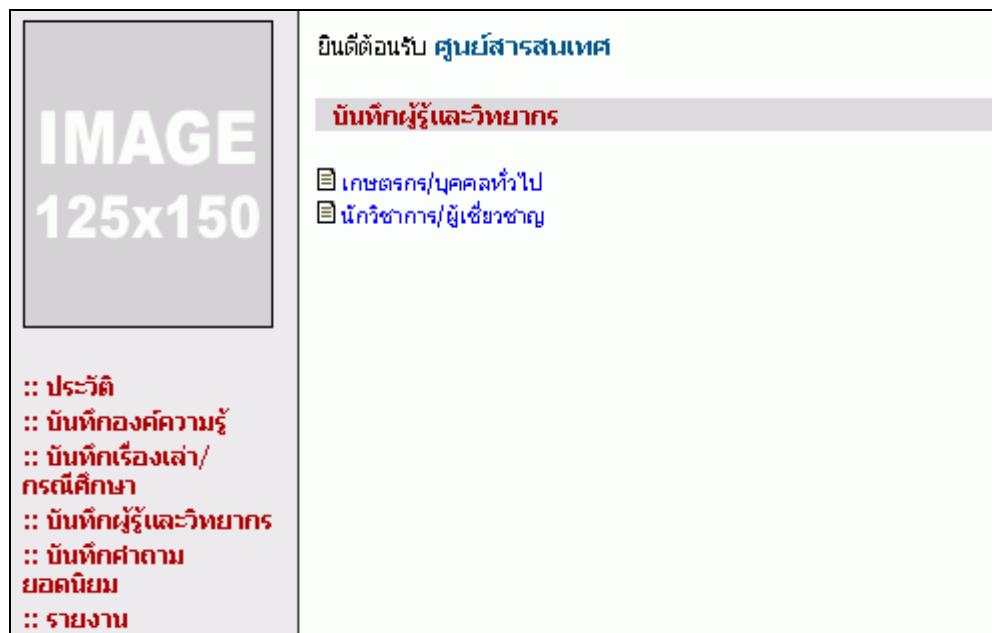 IMAGE
125x150
:: ประวัติ
:: บันทึกองค์ความรู้
:: บันทึกเรื่องเล่า/
กรณีศึกษา
:: บันทึกผู้รู้และวิทยากร
:: บันทึกคำถาม
ยอดนิยม
:: รายงาน
ยินดีต้อนรับ ศูนย์สารสนเทศ
บันทึกผู้รู้และวิทยากร
เกษตรกร/บุคคลทั่วไป
นักวิชาการ/ผู้เชี่ยวชาญ